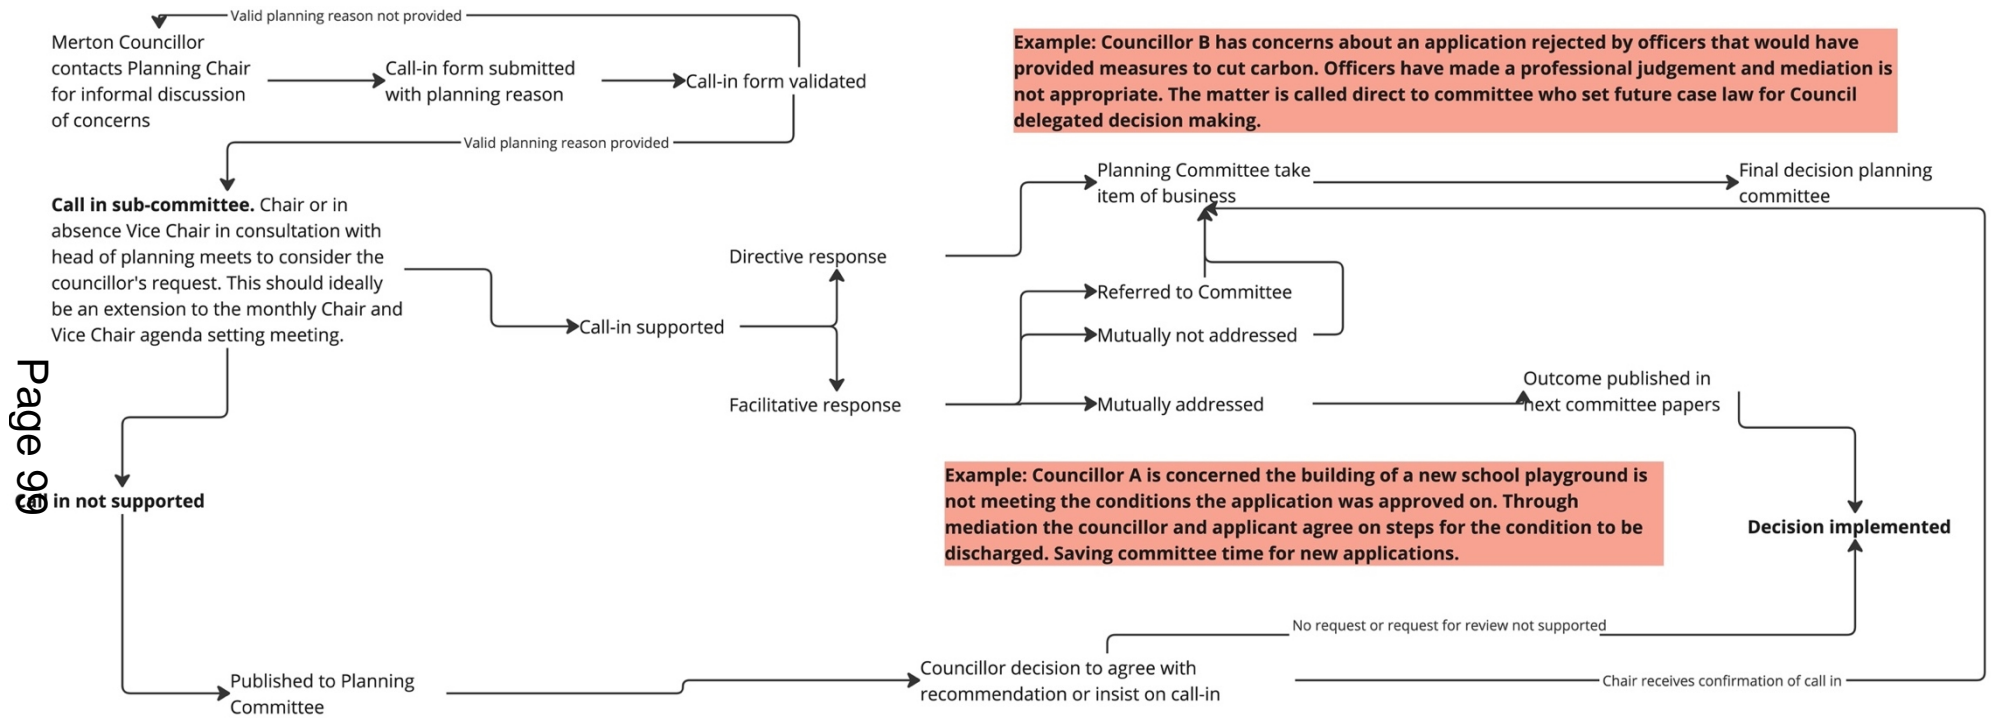 Valid planning reason not provided
Merton Councillor
contacts Planning Chair
for informal discussion
of concerns
Call-in form submitted
with planning reason
Call-in form validated
Example: Councillor B has concerns about an application rejected by officers that would have
provided measures to cut carbon. Officers have made a professional judgement and mediation is
not appropriate. The matter is called direct to committee who set future case law for Council
delegated decision making.
Valid planning reason provided
Call in sub-committee. Chair or in
absence Vice Chair in consultation with
head of planning meets to consider the
councillor's request. This should ideally
be an extension to the monthly Chair and
Vice Chair agenda setting meeting.
Call-in supported
Directive response
Facilitative response
Planning Committee take
item of business
Final decision planning
committee
Referred to Committee
Mutually not addressed
Mutually addressed
Outcome published in
next committee papers
Page 99
Call in not supported
Example: Councillor A is concerned the building of a new school playground is
not meeting the conditions the application was approved on. Through
mediation the councillor and applicant agree on steps for the condition to be
discharged. Saving committee time for new applications.
Decision implemented
No request or request for review not supported
Published to Planning
Committee
Councillor decision to agree with
recommendation or insist on call-in
Chair receives confirmation of call in